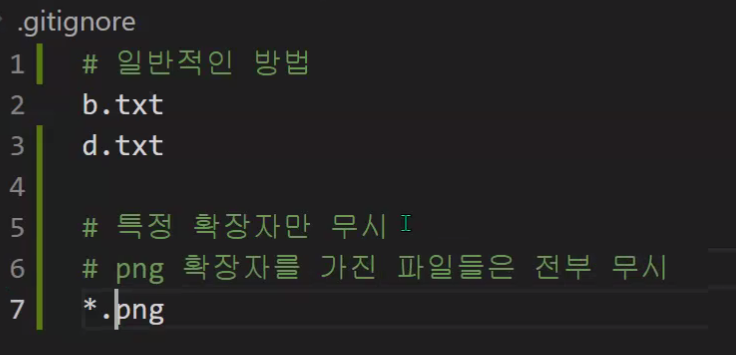 .gitignore
1 # 일반적인 방법
2 b.txt
3 d.txt
4
5 # 특정 확장자만 무시
6 # png 확장자를 가진 파일들은 전부 무시
7 *.png